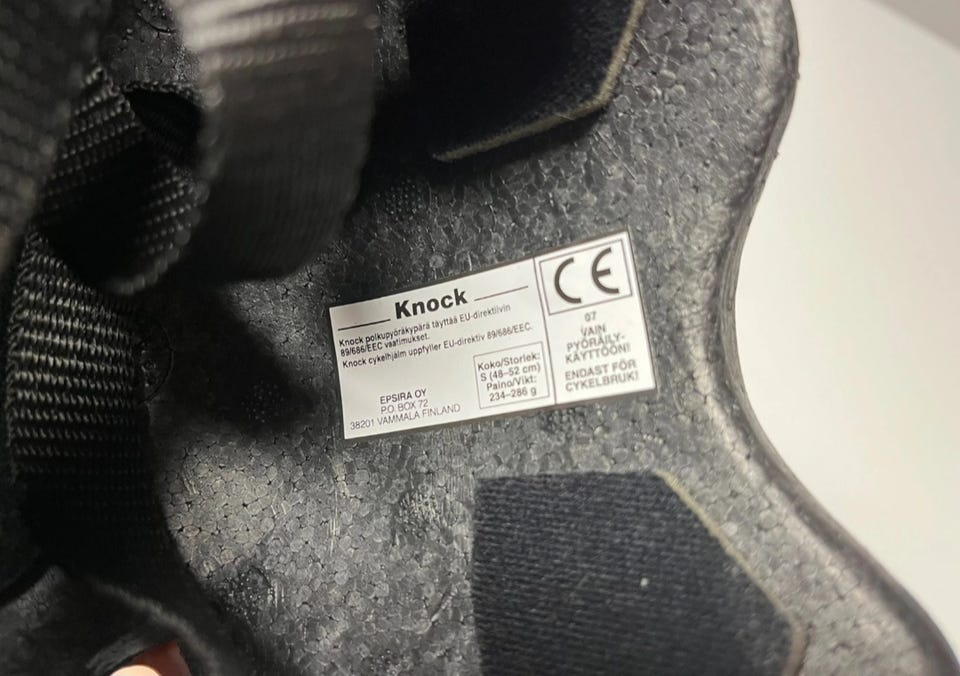 Knock
Knock polkupyöräkypärä täyttää EU-direktiivin
89/686/EEC vaatimukset.
Knock cykelhjälm uppfyller EU-direktiv 89/686/EEC.
EPSIRA OY
P.O. BOX 72
38201 VAMMALA FINLAND
Koko/Storlek:
S (48–52 cm)
Paino/Vikt:
234–286 g
CE
07
VAIN
PYÖRÄILY-
KÄYTTÖÖN!
ENDAST FÖR
CYKELBRUK!